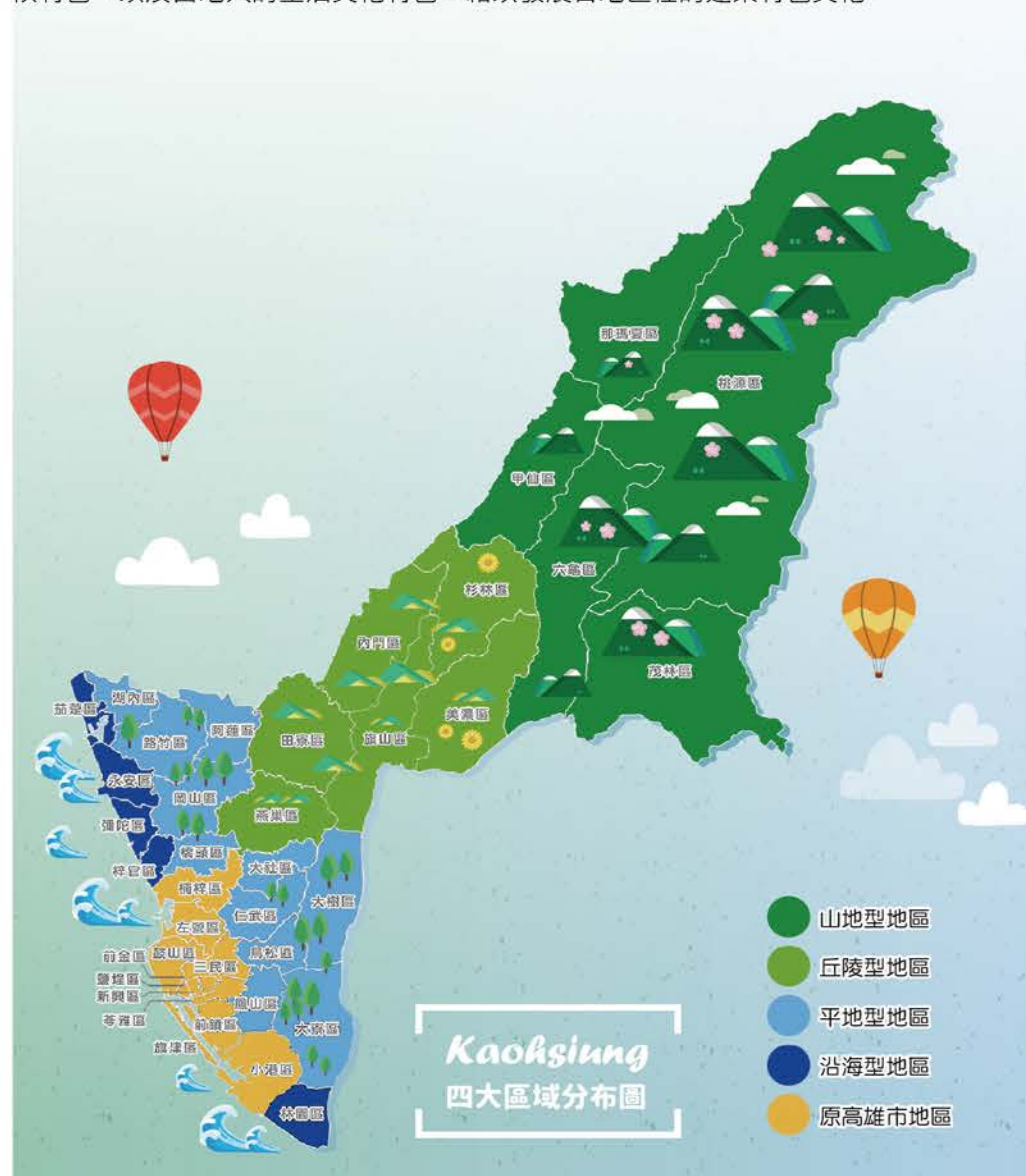 那瑪夏區
桃源區
甲仙區
六龜區
杉林區
內門區
茂林區
美濃區
旗山區
田寮區
燕巢區
茄萣區
湖內區
路竹區
阿蓮區
永安區
岡山區
彌陀區
梓官區
橋頭區
大社區
楠梓區
大樹區
仁武區
左營區
鳥松區
前金區
鼓山區
三民區
鹽埕區
新興區
苓雅區
鳳山區
前鎮區
大寮區
旗津區
小港區
林園區
山地型地區
丘陵型地區
平地型地區
沿海型地區
原高雄市地區
Kaohsiung
四大區域分布圖